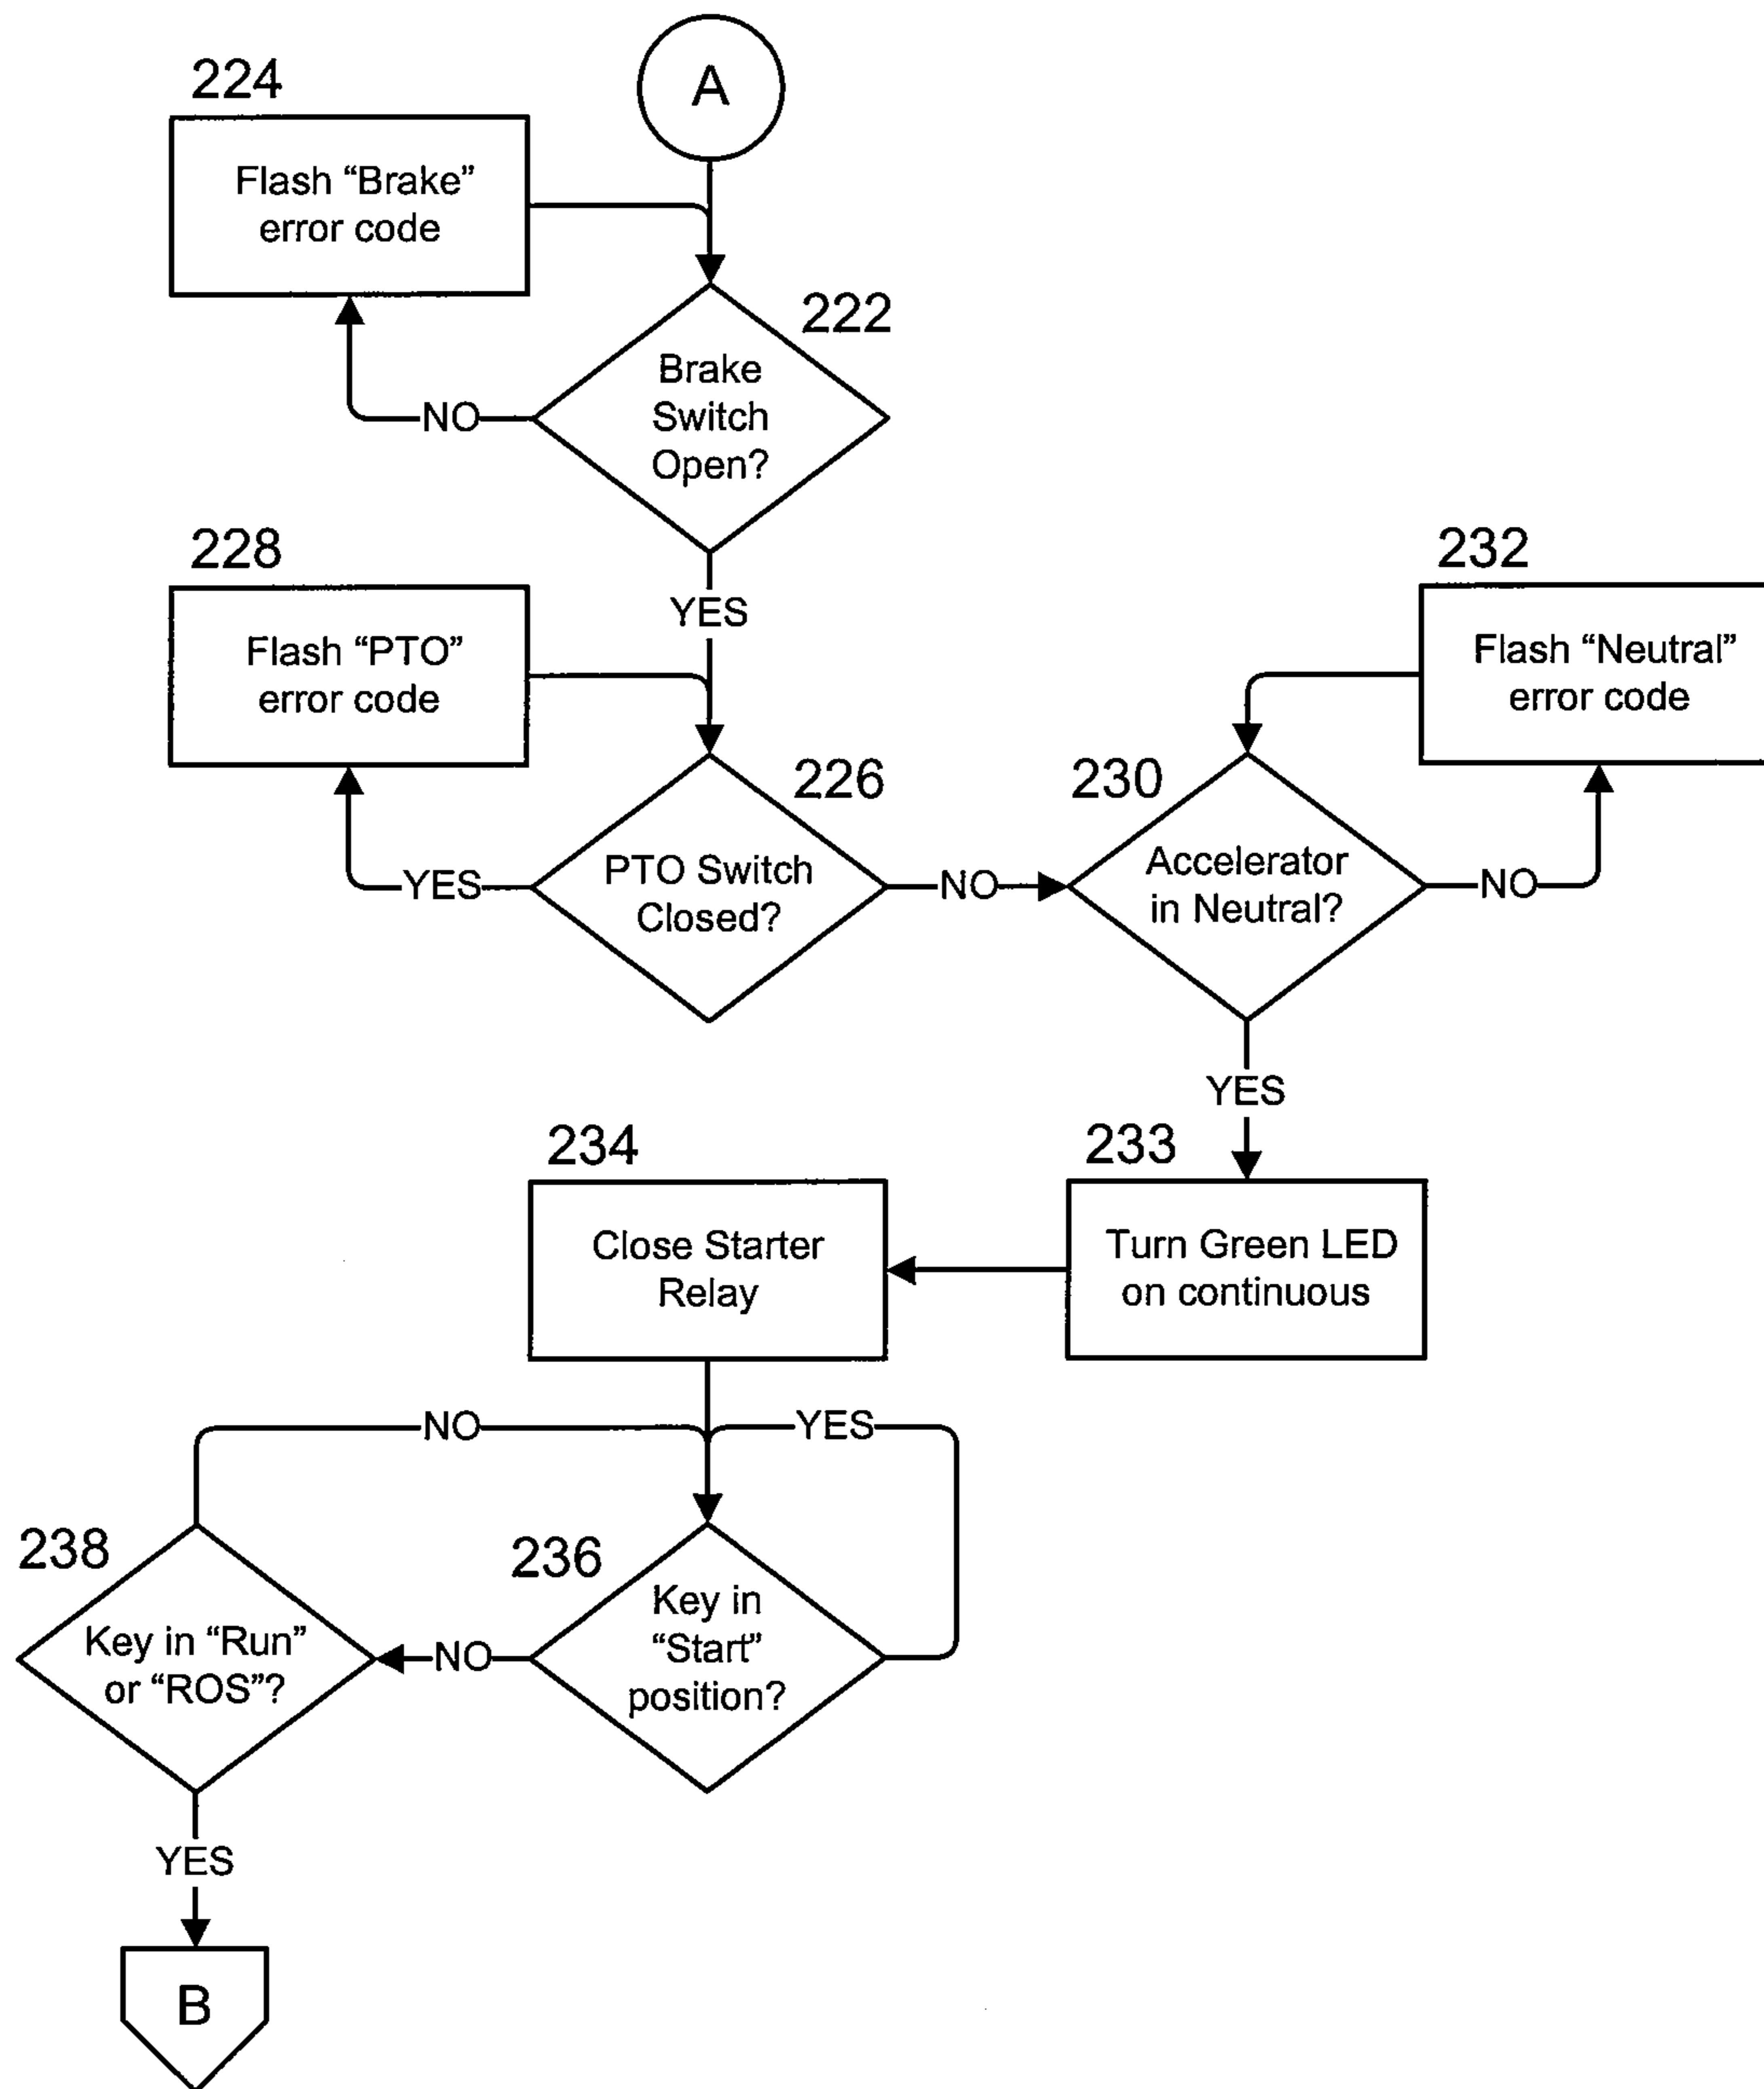 A
224
Flash “Brake”
error code
222
Brake
Switch
Open?
NO
YES
228
Flash “PTO”
error code
232
Flash “Neutral”
error code
226
PTO Switch
Closed?
YES
NO
230
Accelerator
in Neutral?
NO
YES
234
Close Starter
Relay
233
Turn Green LED
on continuous
NO
YES
238
Key in “Run”
or “ROS”?
NO
236
Key in
“Start”
position?
YES
B